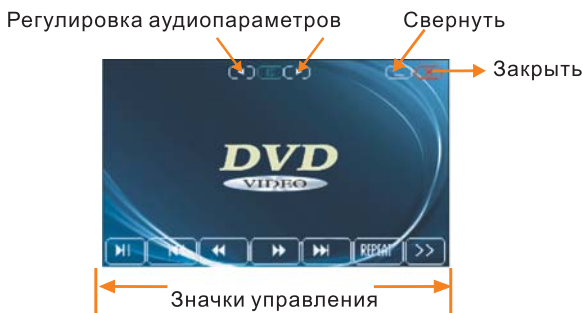 Регулировка аудиопараметров
Свернуть
Закрыть
DVD
VIDEO
REPEAT >>
Значки управления